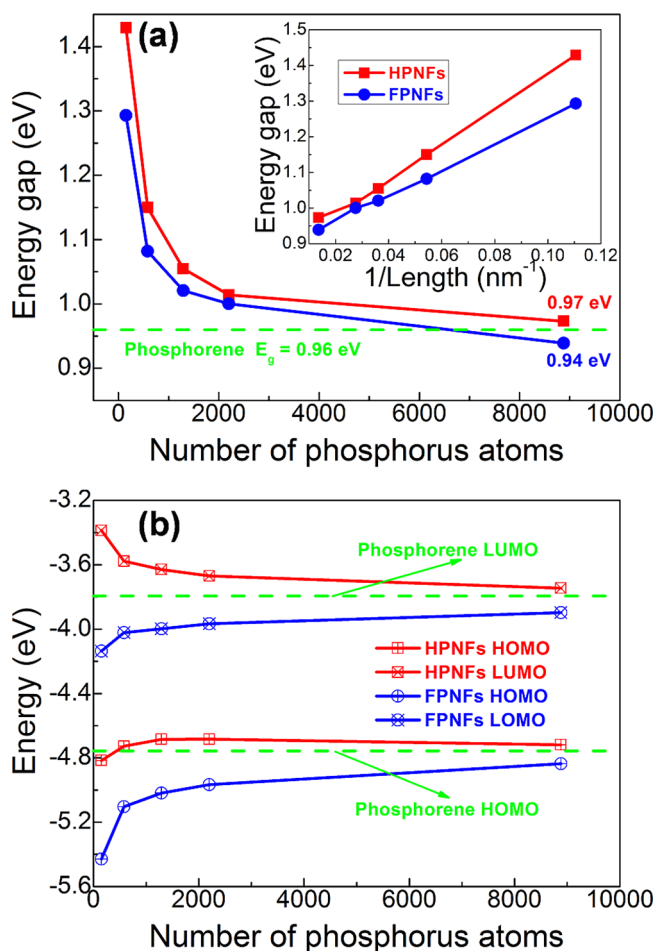 (a)
Energy gap (eV)
1.4
1.3
1.2
1.1
1.0
0.9
HPNFs
FPNFs
Energy gap (eV)
1.5
1.4
1.3
1.2
1.1
1.0
0.9
0.02 0.04 0.06 0.08 0.10 0.12
1/Length (nm-1)
0.97 eV
Phosphorene Eg = 0.96 eV
0.94 eV
0 2000 4000 6000 8000 10000
Number of phosphorus atoms
(b)
Energy (eV)
-3.2
-3.6
-4.0
-4.4
-4.8
-5.2
-5.6
Phosphorene LUMO
HPNFs HOMO
HPNFs LUMO
FPNFs HOMO
FPNFs LOMO
Phosphorene HOMO
0 2000 4000 6000 8000 10000
Number of phosphorus atoms